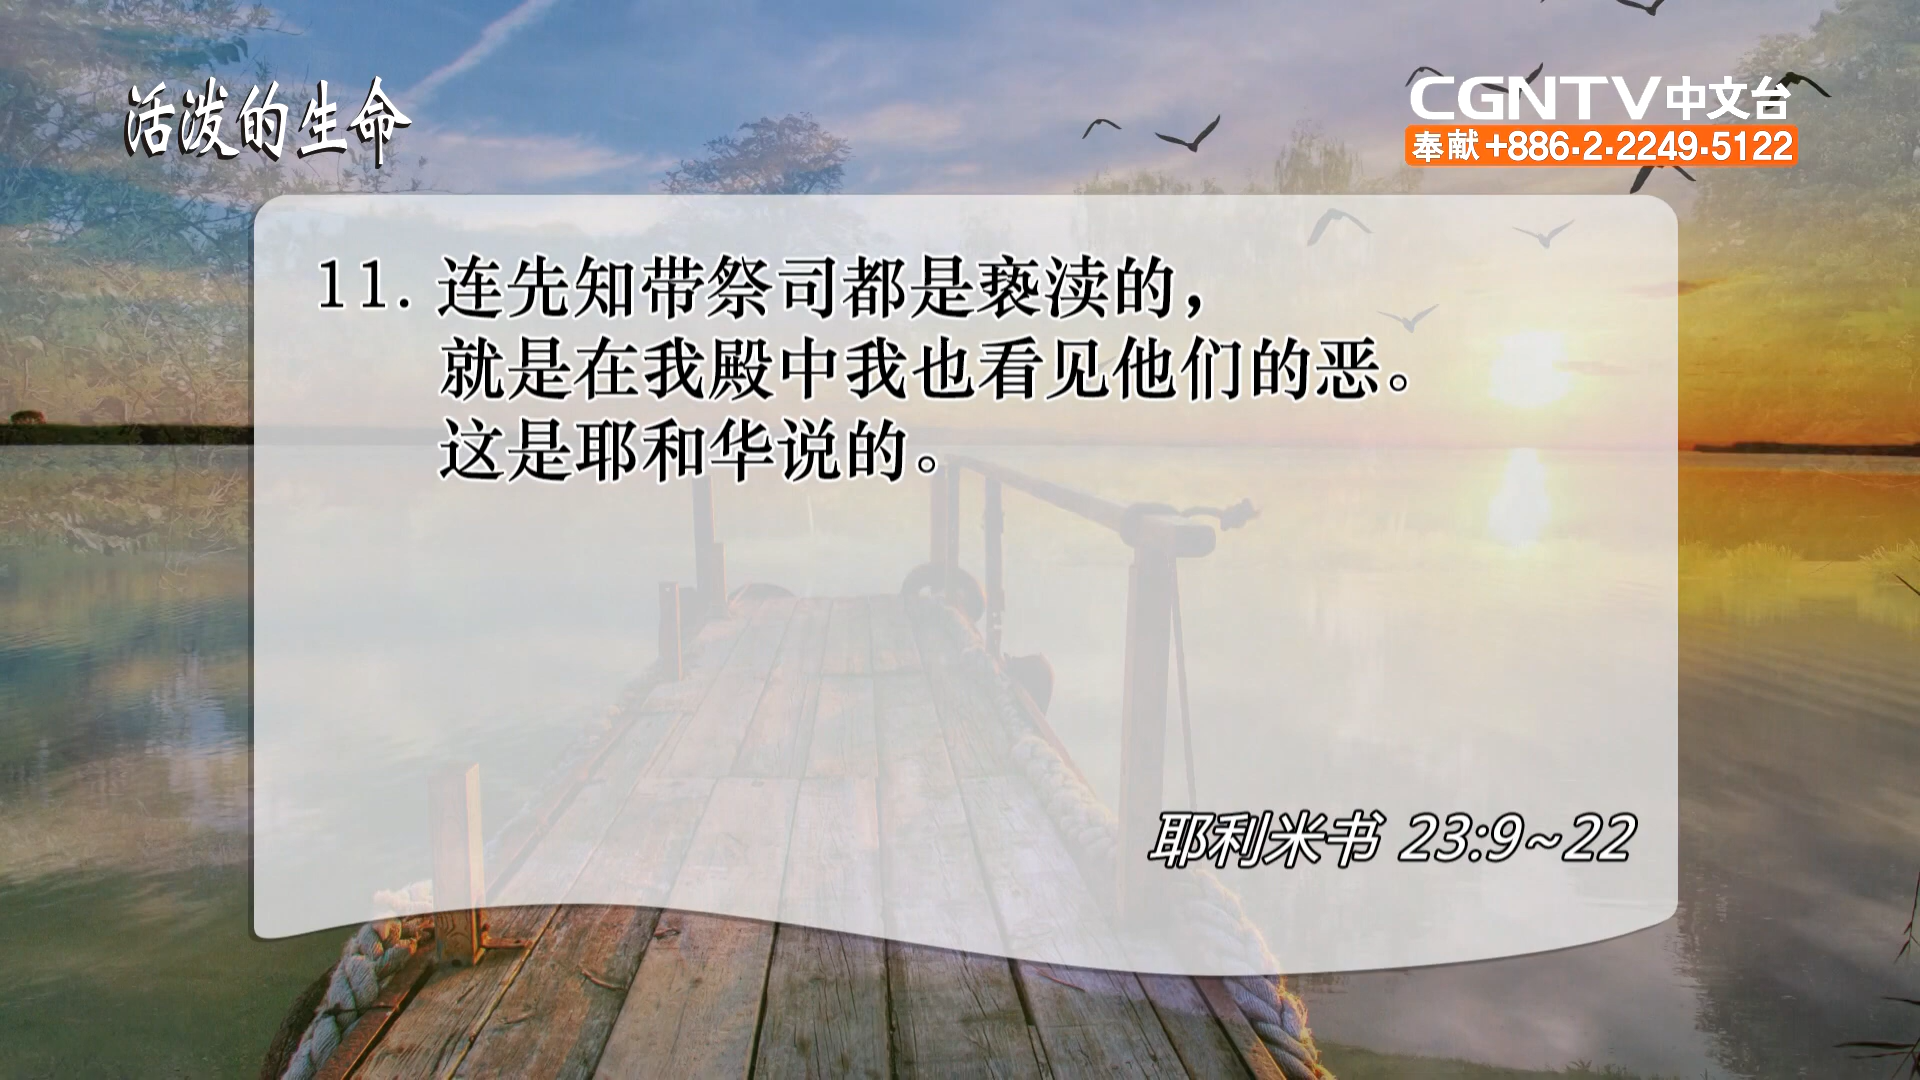 活泼的生命
CGNTV中文台
奉献+886·2·2249·5122
11. 连先知带祭司都是亵渎的，
就是在我殿中我也看见他们的恶。
这是耶和华说的。
耶利米书 23:9~22